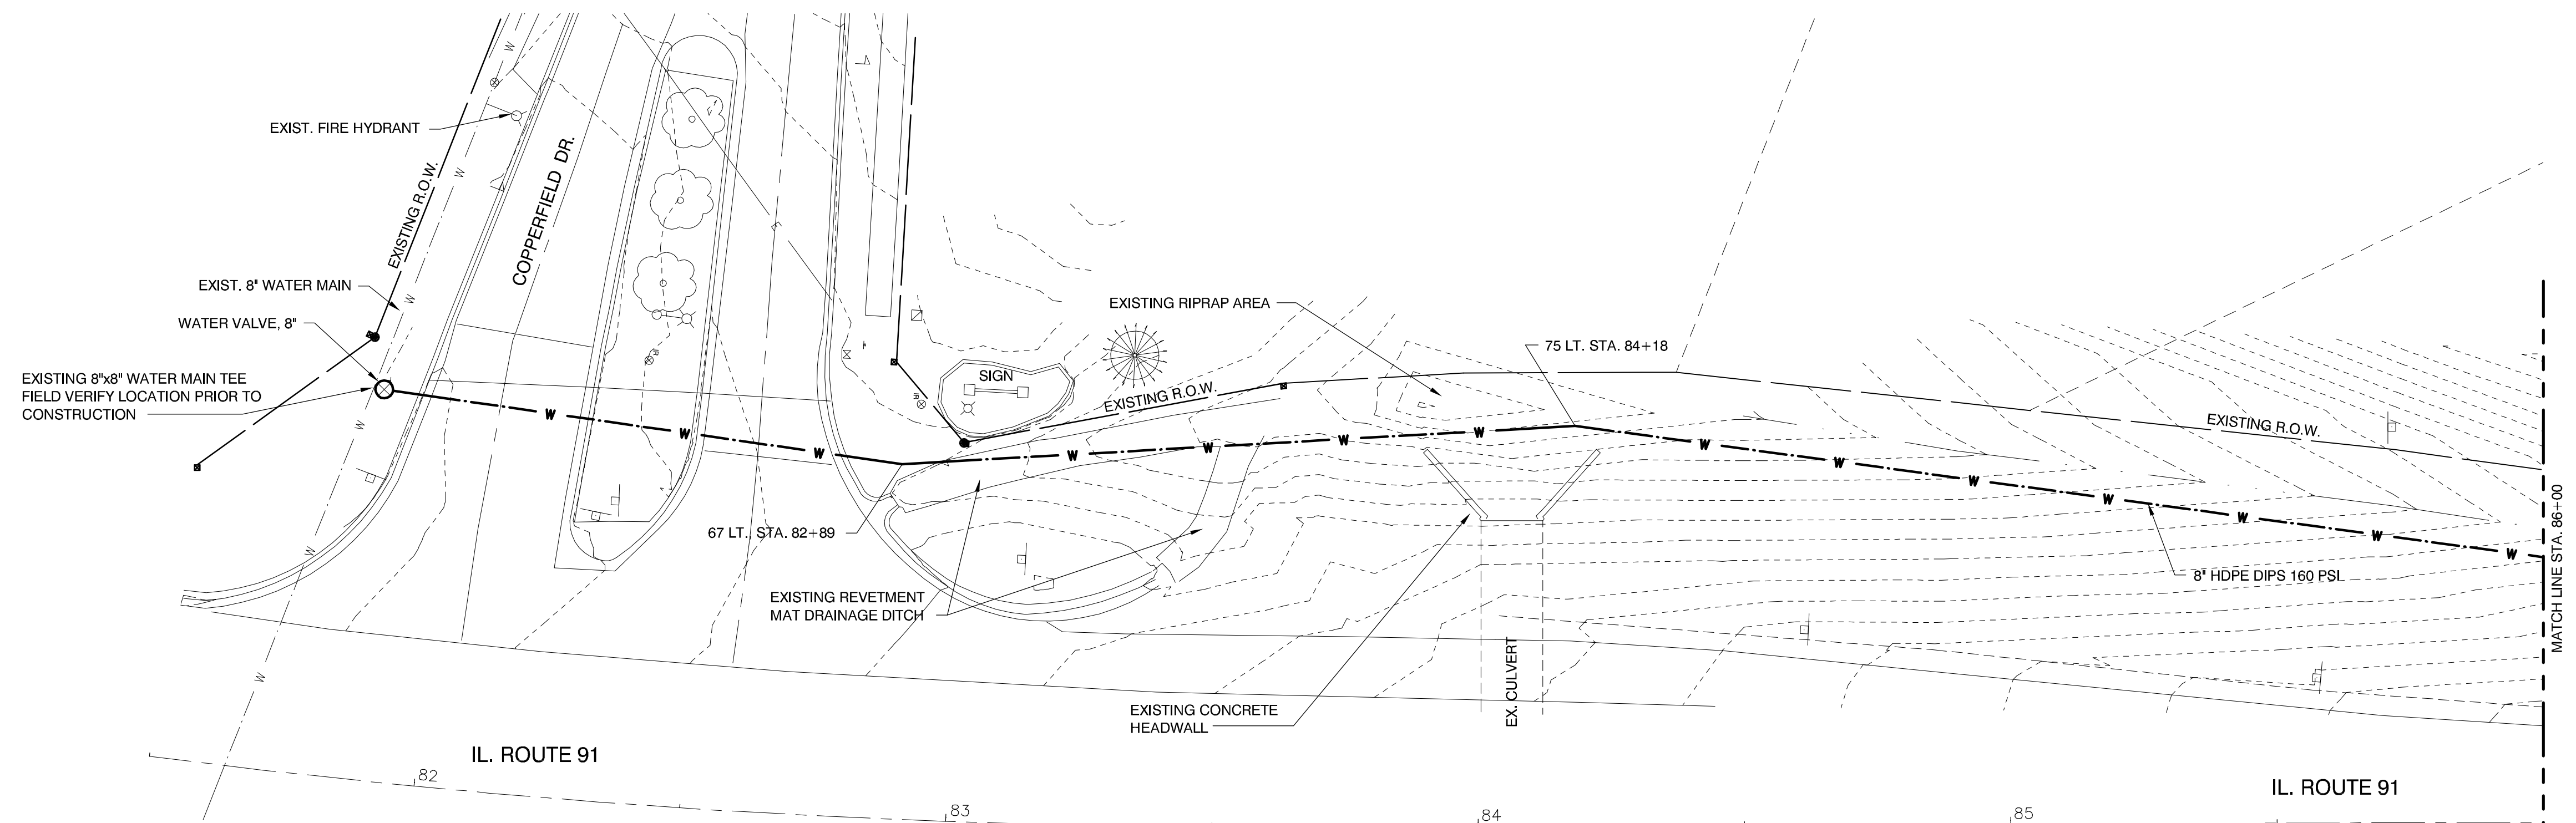 EXIST. FIRE HYDRANT
EXISTING R.O.W.
COPPERFIELD DR.
EXIST. 8" WATER MAIN
WATER VALVE, 8"
EXISTING 8"x8" WATER MAIN TEE
FIELD VERIFY LOCATION PRIOR TO
CONSTRUCTION
W
W
W
W
W
W
W
E
IR
IR
SIGN
EXISTING R.O.W.
EXISTING RIPRAP AREA
75 LT. STA. 84+18
EXISTING R.O.W.
W
W
W
W
W
W
W
W
W
W
W
W
W
W
67 LT., STA. 82+89
EXISTING REVETMENT
MAT DRAINAGE DITCH
8" HDPE DIPS 160 PSI
EXISTING CONCRETE
HEADWALL
EX. CULVERT
MATCH LINE STA. 86+00
IL. ROUTE 91
IL. ROUTE 91
82
83
84
85